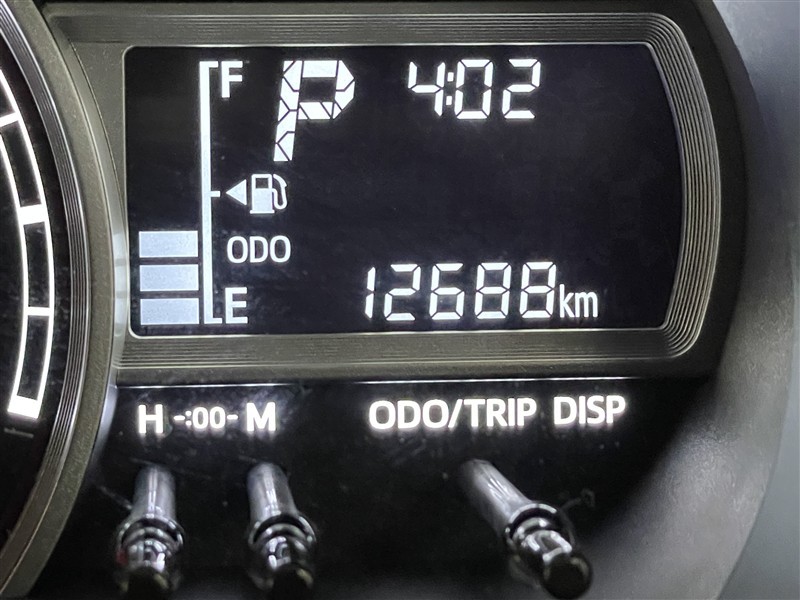 F P 4:02
ODO
E 12688km
H -:00- M ODO/TRIP DISP